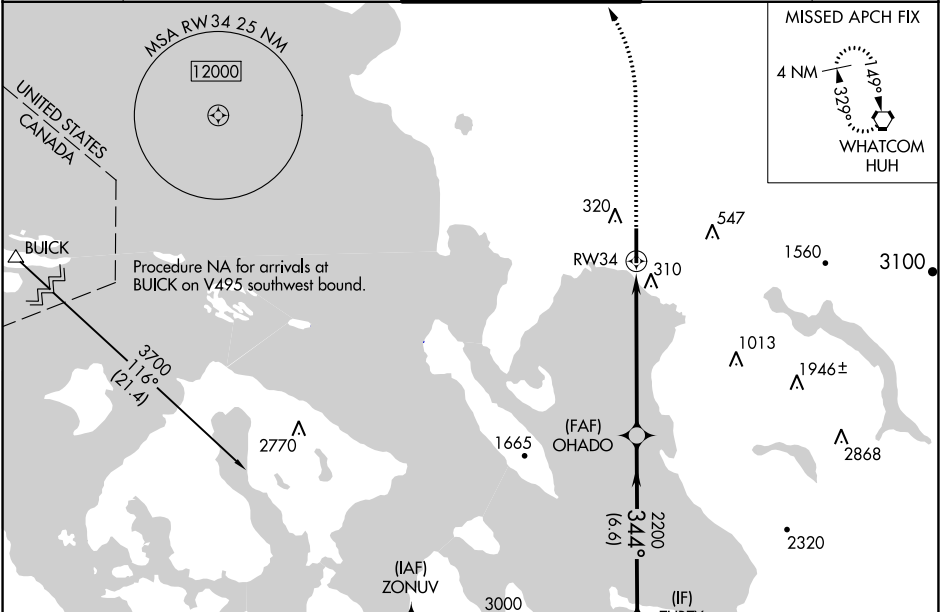 MSA RW34 25 NM
12000
MISSED APCH FIX
4 NM
149°
329°
WHATCOM
HUH
UNITED STATES
CANADA
320
547
BUICK
RW34
310
1560
3100
Procedure NA for arrivals at
BUICK on V495 southwest bound.
3700
116°
(21.4)
1013
1946±
2770
1665
(FAF)
OHADO
2868
2200
344°
(6.6)
2320
(IAF)
ZONUV
3000
(IF)